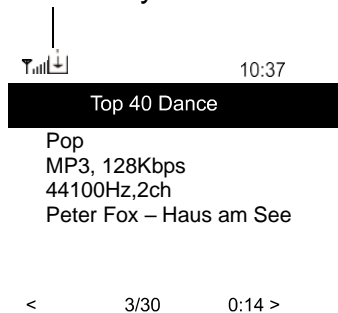 10:37
Top 40 Dance
Pop
MP3, 128Kbps
44100Hz,2ch
Peter Fox – Haus am See
< 3/30 0:14 >